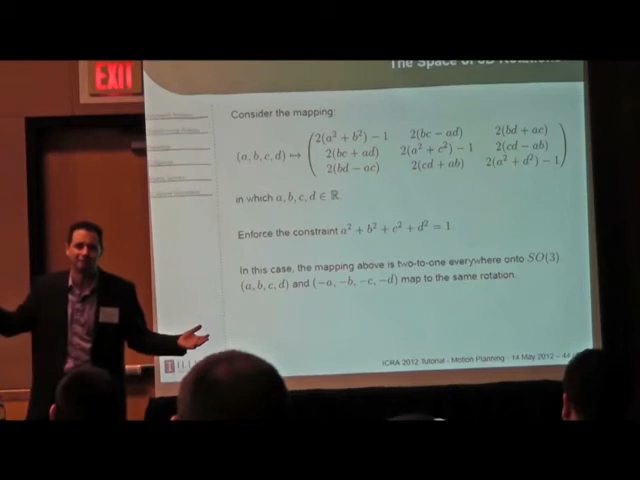 EXIT
The Space of 3D Rotations
Consider the mapping:
(a, b, c, d) ↦ ( 2(a² + b²) − 1 2(bc − ad) 2(bd + ac)
2(bc + ad) 2(a² + c²) − 1 2(cd − ab)
2(bd − ac) 2(cd + ab) 2(a² + d²) − 1 )
in which a, b, c, d ∈ ℝ.
Enforce the constraint a² + b² + c² + d² = 1
In this case, the mapping above is two-to-one everywhere onto SO(3)
(a, b, c, d) and (−a, −b, −c, −d) map to the same rotation.
ICRA 2012 Tutorial - Motion Planning - 14 May 2012 – 44